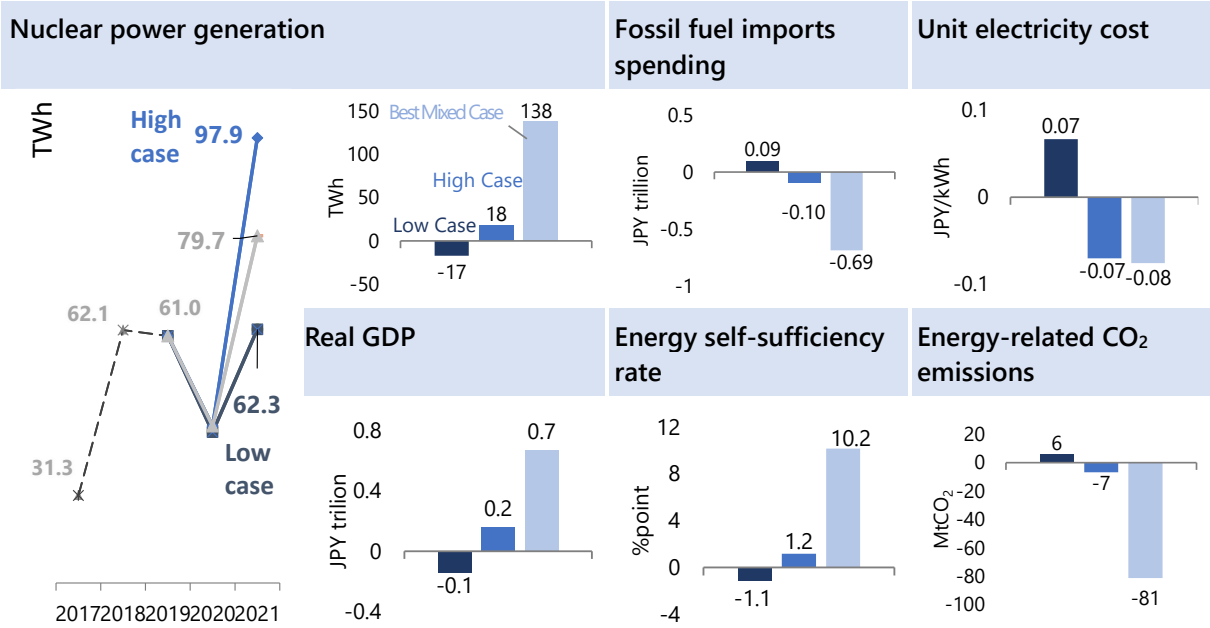 Nuclear power generation
Fossil fuel imports
spending
Unit electricity cost
TWh
High
case
97.9
79.7
62.1
61.0
62.3
Low
case
31.3
2017 2018 2019 2020 2021
150
100
50
0
-50
TWh
Best Mixed Case
138
High Case
18
Low Case
-17
0.5
0
-0.5
-1
JPY trillion
0.09
-0.10
-0.69
0.1
0
-0.1
JPY/kWh
0.07
-0.07
-0.08
Real GDP
Energy self-sufficiency
rate
Energy-related CO₂
emissions
0.8
0.4
0
-0.4
JPY trilion
-0.1
0.2
0.7
12
8
4
0
-4
%point
-1.1
1.2
10.2
20
0
-20
-40
-60
-80
-100
MtCO₂
6
-7
-81